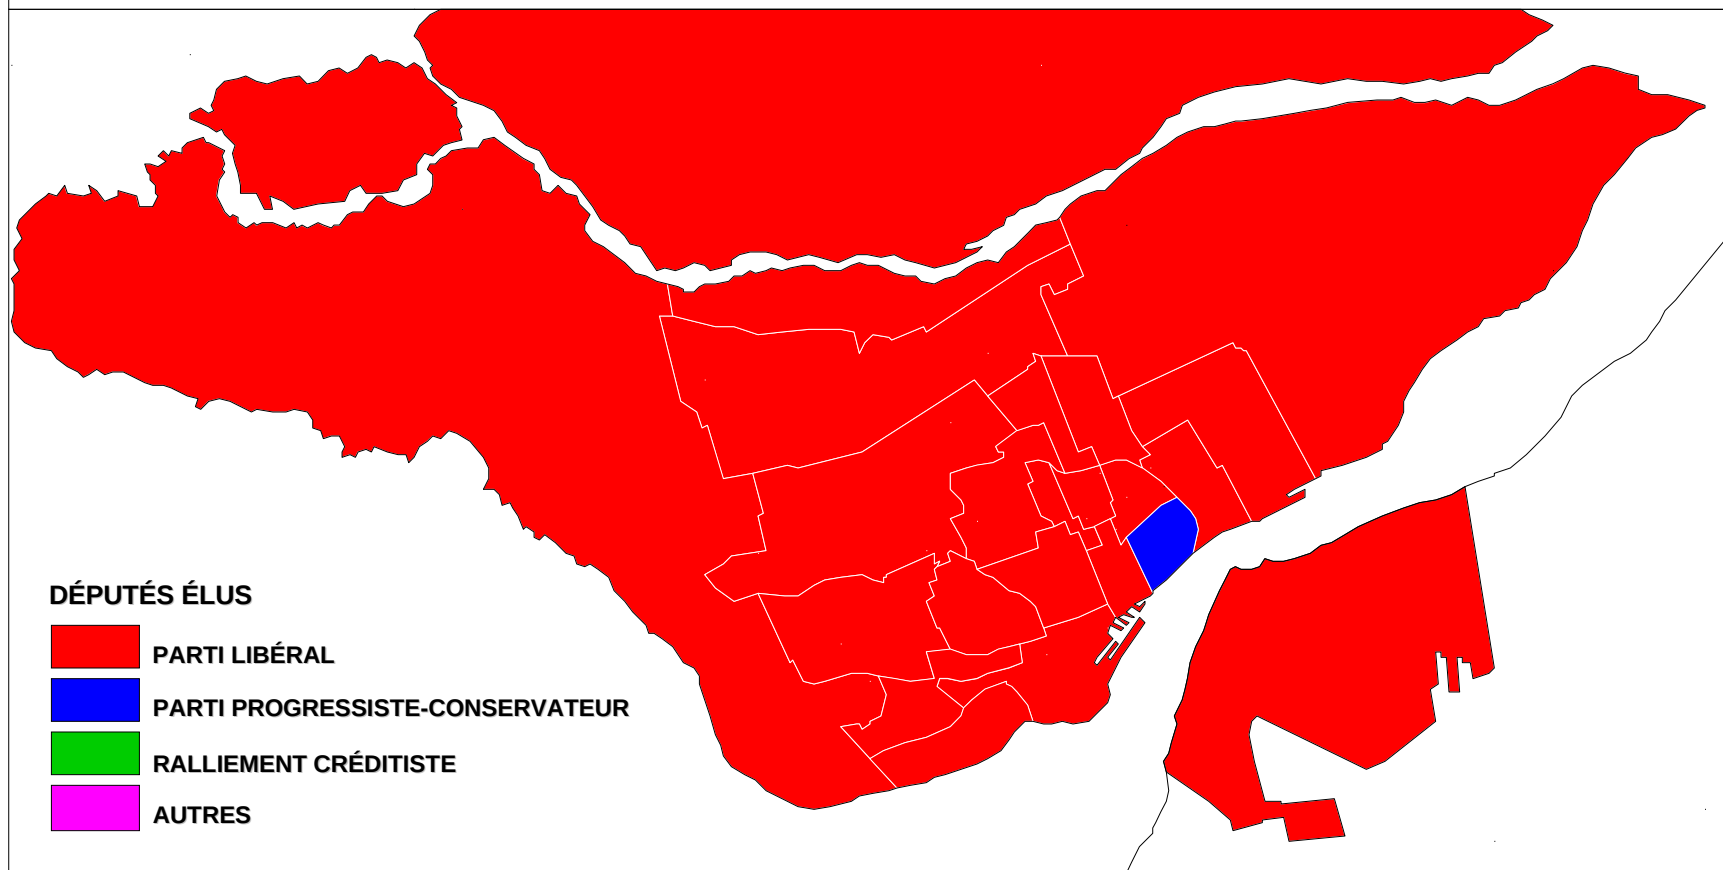 DÉPUTÉS ÉLUS
PARTI LIBÉRAL
PARTI PROGRESSISTE-CONSERVATEUR
RALLIEMENT CRÉDITISTE
AUTRES